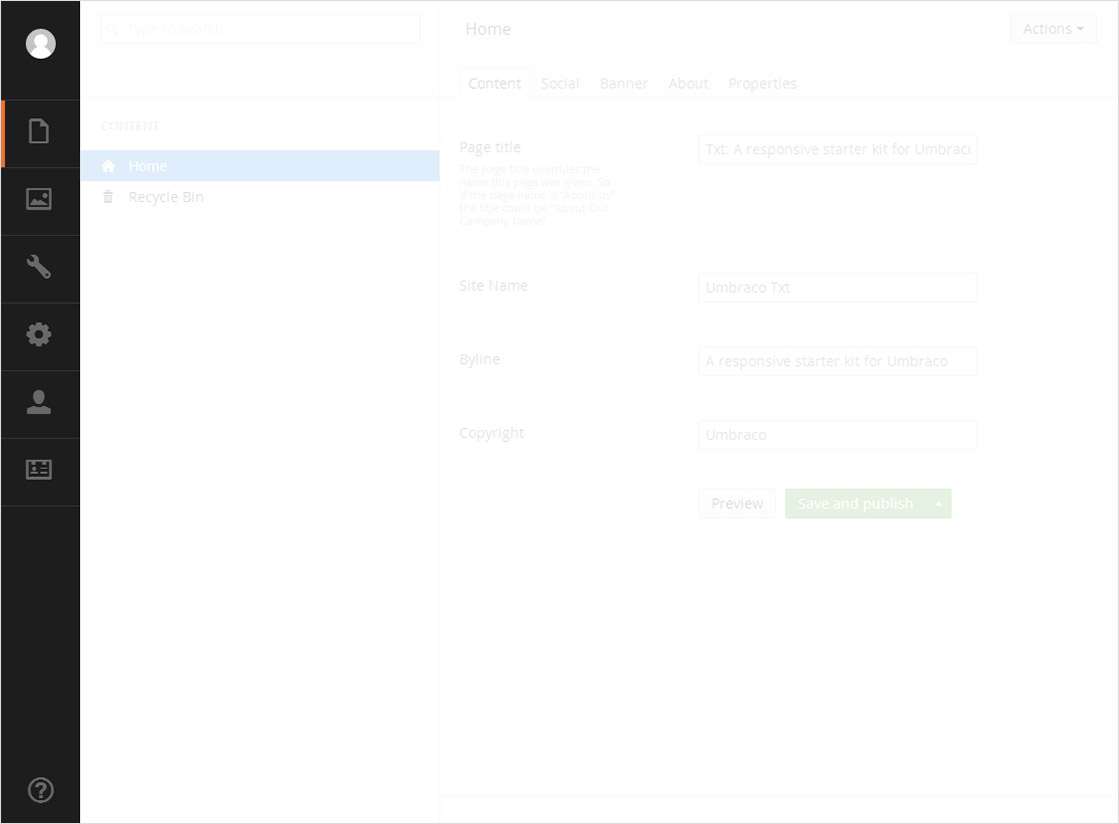 Type to search
Home
Actions
Content Social Banner About Properties
CONTENT
Home
Recycle Bin
Page title
Txt: A responsive starter kit for Umbraco
The page title overrules the
name this page was given. So
if the page name is "About us"
the title could be "About Our
Company Name".
Site Name
Umbraco Txt
Byline
A responsive starter kit for Umbraco
Copyright
Umbraco
Preview
Save and publish